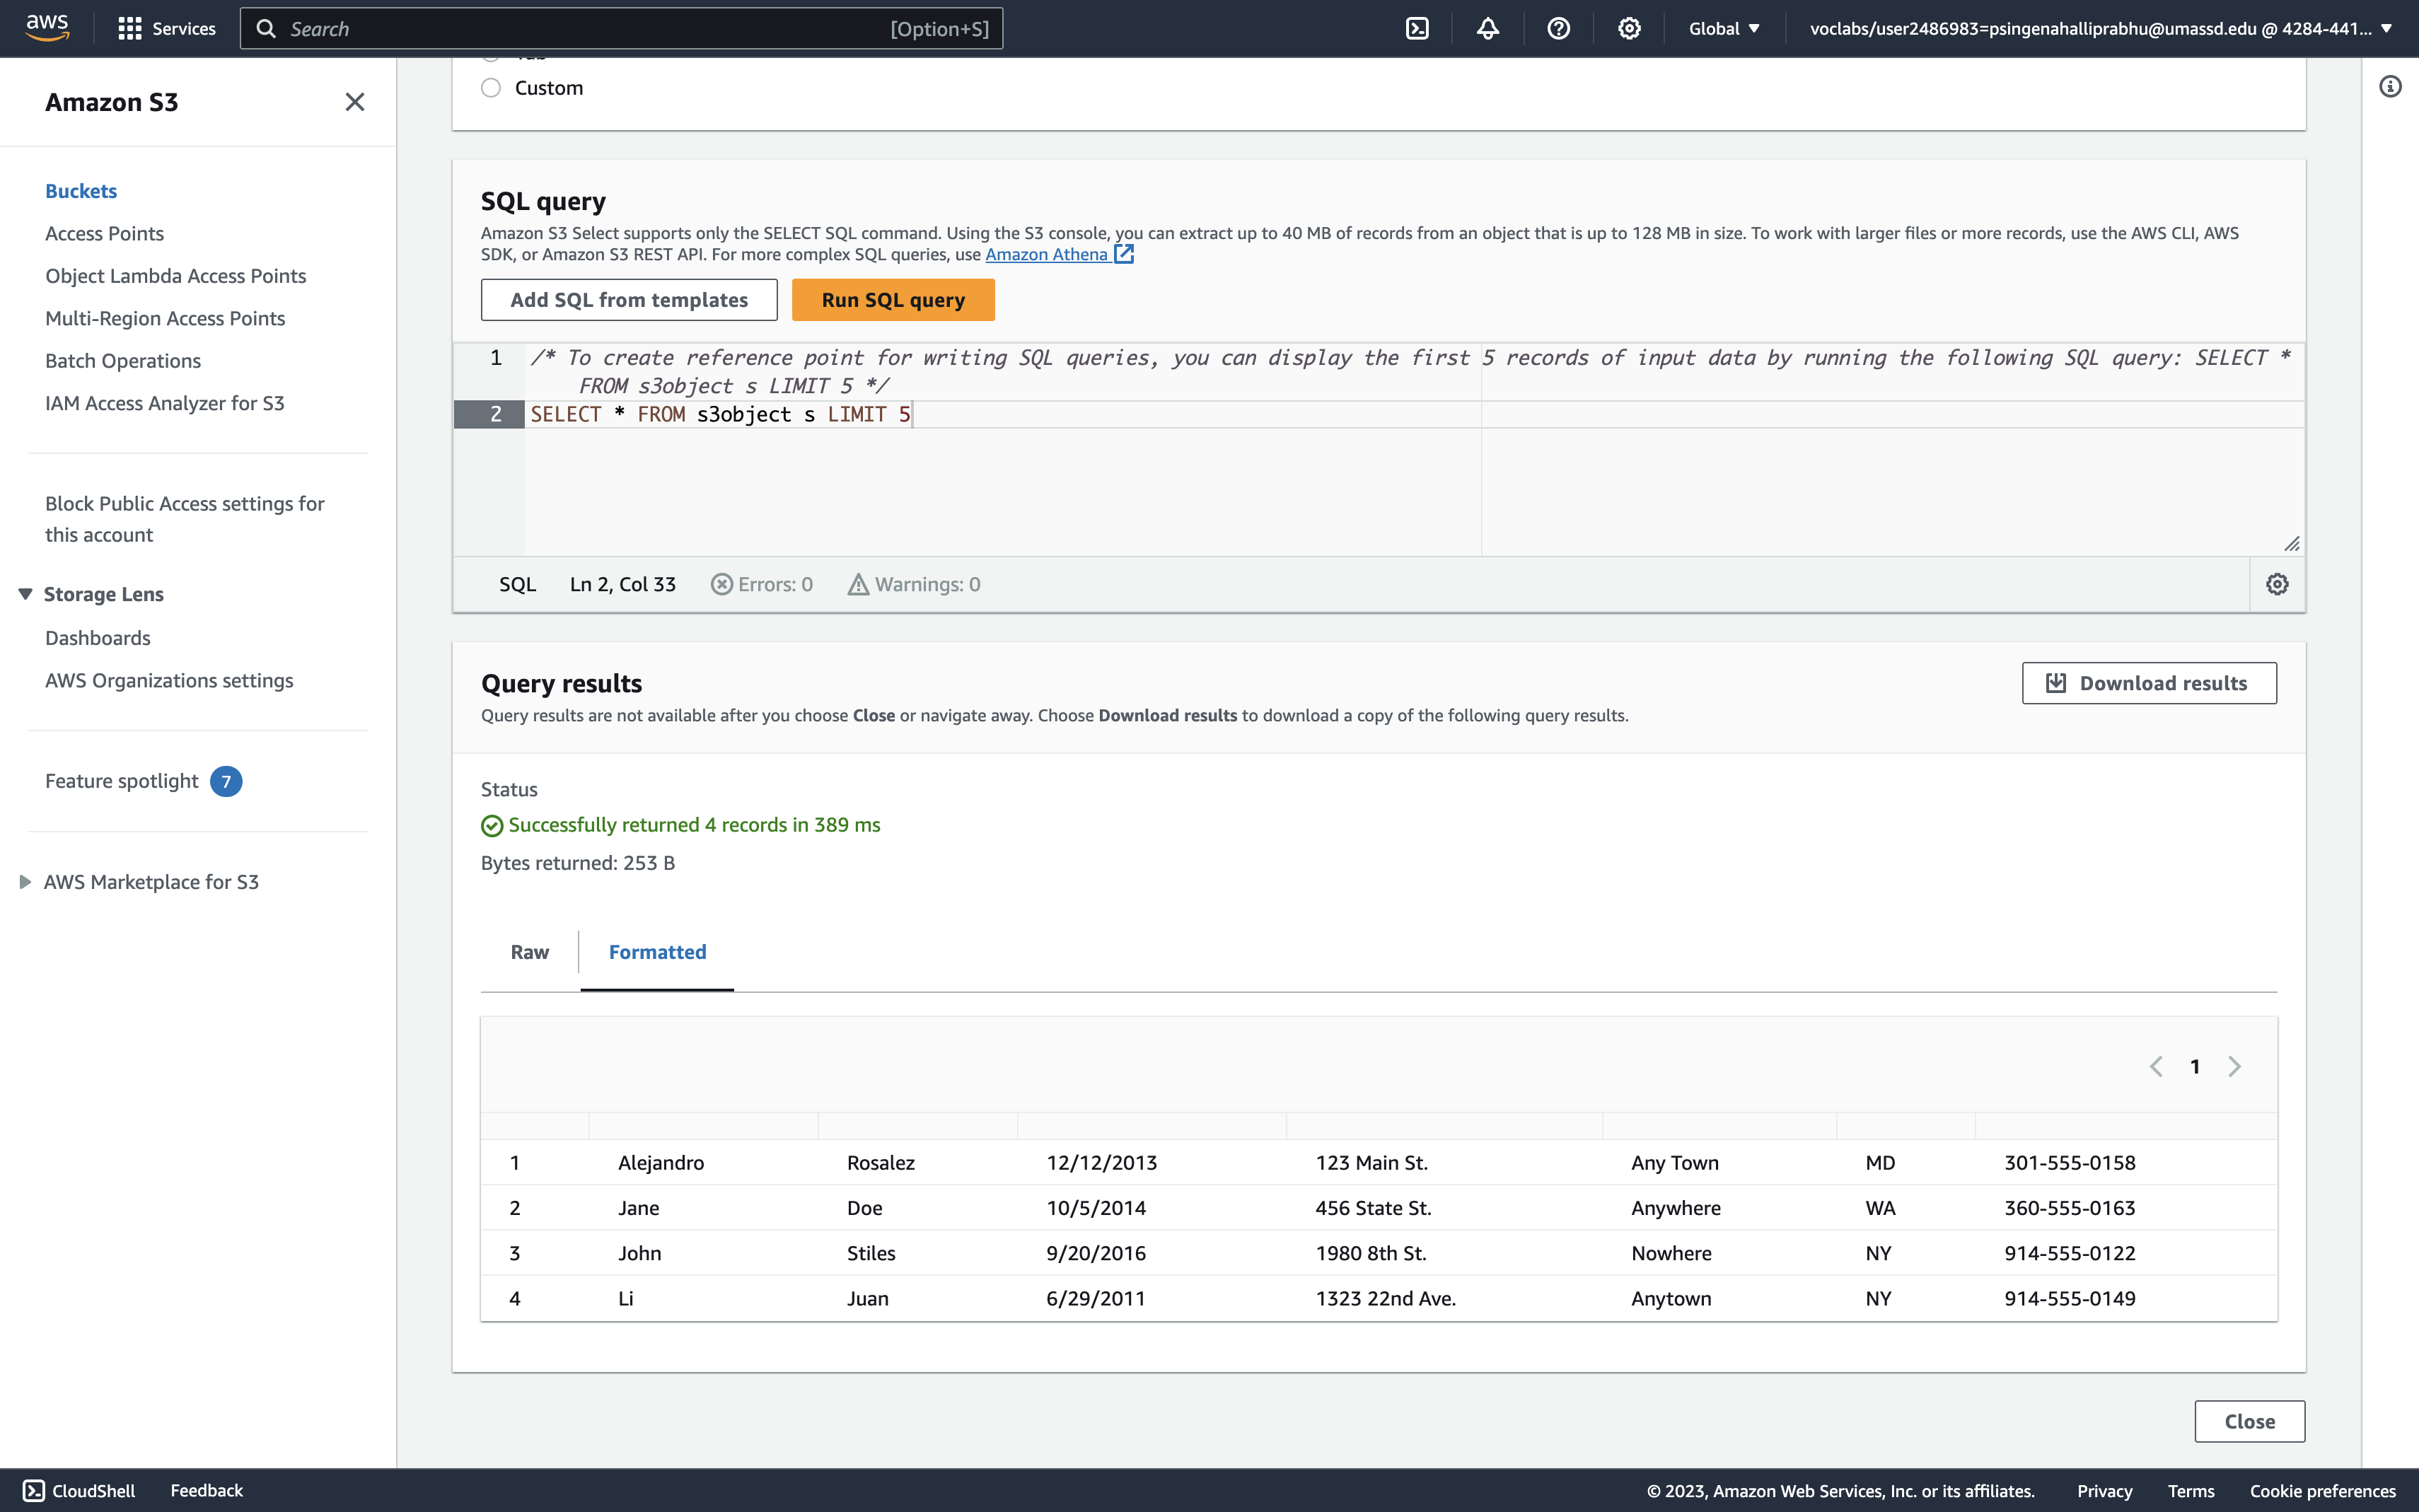 aws
Services
Search
[Option+S]
Global
voclabs/user2486983=psingenahalliprabhu@umassd.edu @ 4284-441...
Amazon S3
Buckets
Access Points
Object Lambda Access Points
Multi-Region Access Points
Batch Operations
IAM Access Analyzer for S3
Block Public Access settings for
this account
Storage Lens
Dashboards
AWS Organizations settings
Feature spotlight 7
AWS Marketplace for S3
Custom
SQL query
Amazon S3 Select supports only the SELECT SQL command. Using the S3 console, you can extract up to 40 MB of records from an object that is up to 128 MB in size. To work with larger files or more records, use the AWS CLI, AWS
SDK, or Amazon S3 REST API. For more complex SQL queries, use Amazon Athena
Add SQL from templates
Run SQL query
1 /* To create reference point for writing SQL queries, you can display the first 5 records of input data by running the following SQL query: SELECT *
FROM s3object s LIMIT 5 */
2 SELECT * FROM s3object s LIMIT 5
SQL Ln 2, Col 33 Errors: 0 Warnings: 0
Query results
Download results
Query results are not available after you choose Close or navigate away. Choose Download results to download a copy of the following query results.
Status
Successfully returned 4 records in 389 ms
Bytes returned: 253 B
Raw Formatted
1
1 Alejandro Rosalez 12/12/2013 123 Main St. Any Town MD 301-555-0158
2 Jane Doe 10/5/2014 456 State St. Anywhere WA 360-555-0163
3 John Stiles 9/20/2016 1980 8th St. Nowhere NY 914-555-0122
4 Li Juan 6/29/2011 1323 22nd Ave. Anytown NY 914-555-0149
Close
CloudShell Feedback © 2023, Amazon Web Services, Inc. or its affiliates. Privacy Terms Cookie preferences